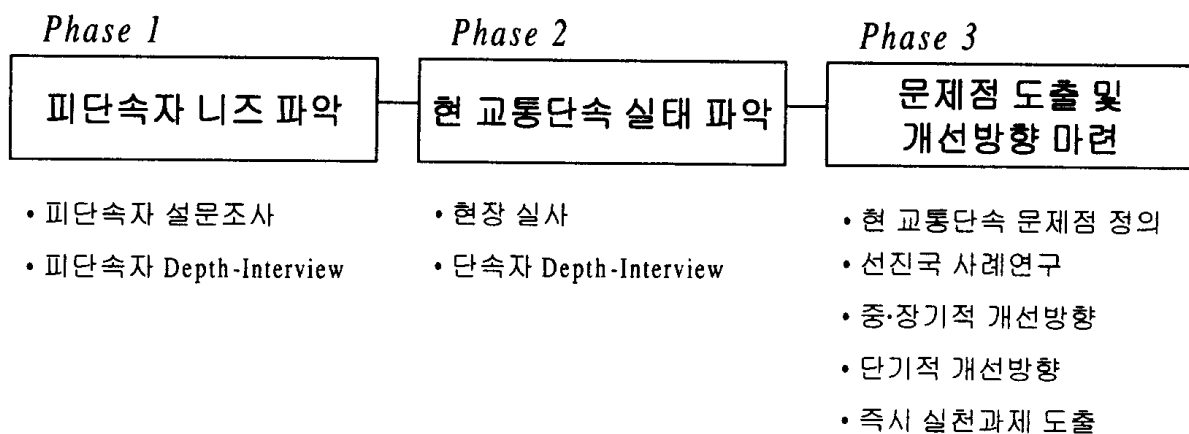 Phase 1
피단속자 니즈 파악
• 피단속자 설문조사
• 피단속자 Depth-Interview
Phase 2
현 교통단속 실태 파악
• 현장 실사
• 단속자 Depth-Interview
Phase 3
문제점 도출 및
개선방향 마련
• 현 교통단속 문제점 정의
• 선진국 사례연구
• 중·장기적 개선방향
• 단기적 개선방향
• 즉시 실천과제 도출